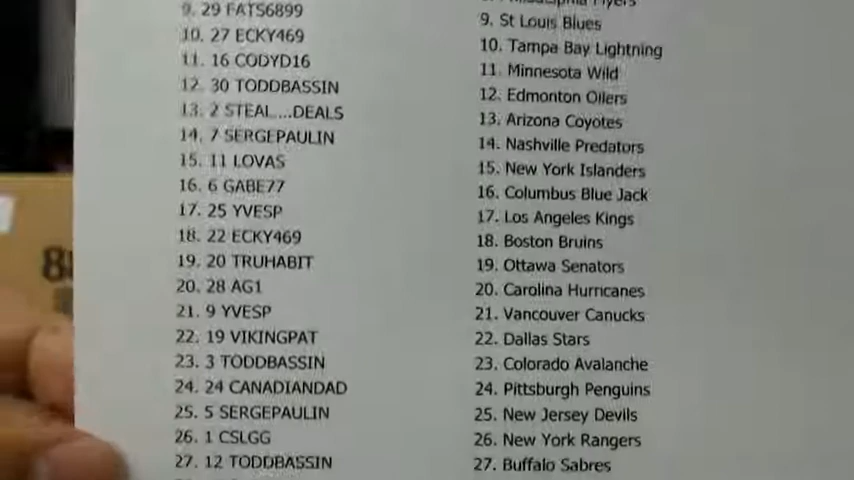 Philadelphia Flyers
9. 29 FATS6899
9. St Louis Blues
10. 27 ECKY469
10. Tampa Bay Lightning
11. 16 CODYD16
11. Minnesota Wild
12. 30 TODDBASSIN
12. Edmonton Oilers
13. 2 STEAL....DEALS
13. Arizona Coyotes
14. 7 SERGEPAULIN
14. Nashville Predators
15. 11 LOVAS
15. New York Islanders
16. 6 GABE77
16. Columbus Blue Jack
17. 25 YVESP
17. Los Angeles Kings
18. 22 ECKY469
18. Boston Bruins
19. 20 TRUHABIT
19. Ottawa Senators
20. 28 AG1
20. Carolina Hurricanes
21. 9 YVESP
21. Vancouver Canucks
22. 19 VIKINGPAT
22. Dallas Stars
23. 3 TODDBASSIN
23. Colorado Avalanche
24. 24 CANADIANDAD
24. Pittsburgh Penguins
25. 5 SERGEPAULIN
25. New Jersey Devils
26. 1 CSLGG
26. New York Rangers
27. 12 TODDBASSIN
27. Buffalo Sabres